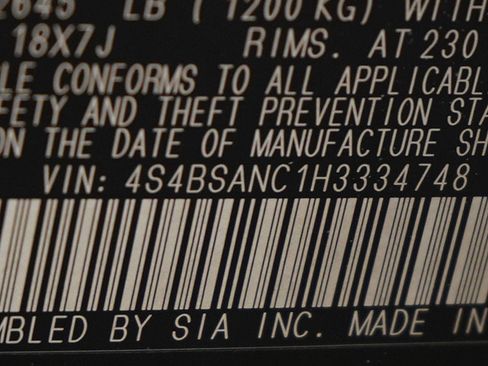 2645 LB ( 1200 KG) WITH
18X7J RIMS. AT 230
LE CONFORMS TO ALL APPLICABL
FETY AND THEFT PREVENTION STA
ON THE DATE OF MANUFACTURE SH
VIN: 4S4BSANC1H3334748
MBLED BY SIA INC. MADE IN